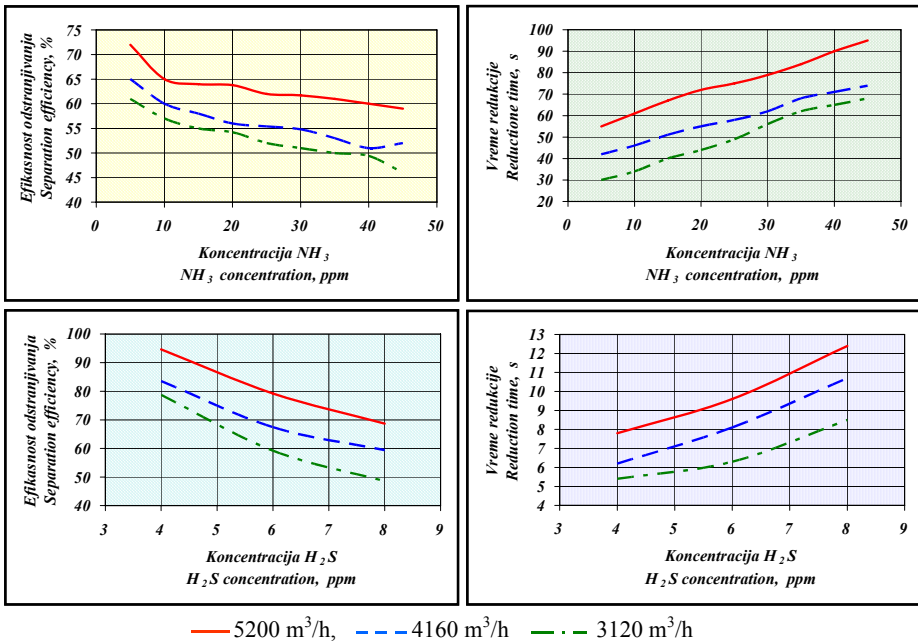 Efikasnost odstranjivanja
Separation efficiency, %
75
70
65
60
55
50
45
40
0 10 20 30 40 50
Koncentracija NH₃
NH₃ concentration, ppm
Vreme redukcije
Reductione time, s
100
90
80
70
60
50
40
30
20
0 10 20 30 40 50
Koncentracija NH₃
NH₃ concentration, ppm
Efikasnost odstranjivanja
Separation efficiency, %
100
90
80
70
60
50
40
3 4 5 6 7 8 9
Koncentracija H₂S
H₂S concentration, ppm
Vreme redukcije
Reduction time, s
13
12
11
10
9
8
7
6
5
4
3 4 5 6 7 8 9
Koncentracija H₂S
H₂S concentration, ppm
5200 m³/h, 4160 m³/h 3120 m³/h